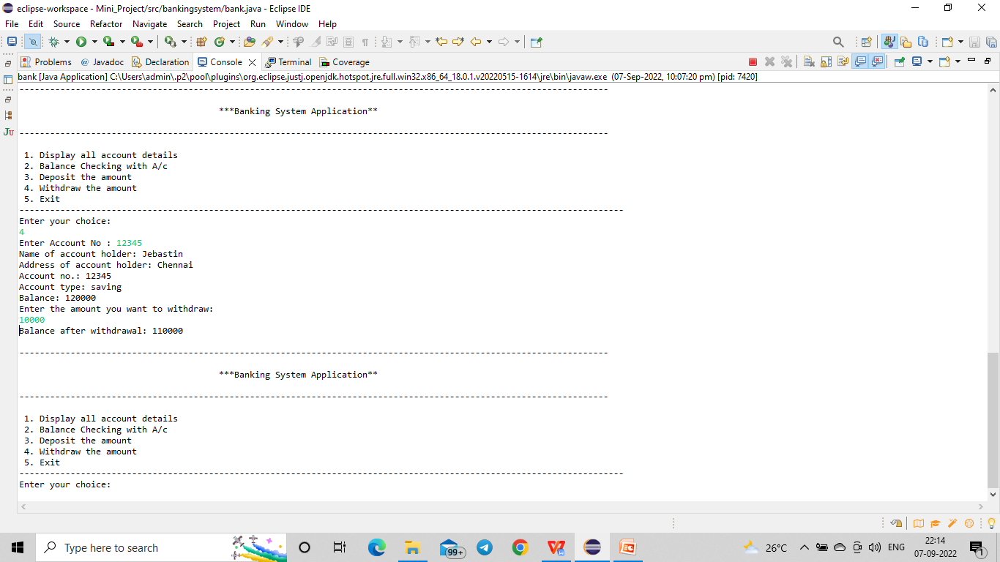 eclipse-workspace - Mini_Project/src/bankingsystem/bank.java - Eclipse IDE
File Edit Source Refactor Navigate Search Project Run Window Help
Problems @ Javadoc Declaration Console Terminal Coverage
bank [Java Application] C:\Users\admin\.p2\pool\plugins\org.eclipse.justj.openjdk.hotspot.jre.full.win32.x86_64_18.0.1.v20220515-1614\jre\bin\javaw.exe (07-Sep-2022, 10:07:20 pm) [pid: 7420]
-------------------------------------------------------------------------------------------------------------------
***Banking System Application**
-------------------------------------------------------------------------------------------------------------------
1. Display all account details
2. Balance Checking with A/c
3. Deposit the amount
4. Withdraw the amount
5. Exit
----------------------------------------------------------------------------------------------------------------------
Enter your choice:
4
Enter Account No : 12345
Name of account holder: Jebastin
Address of account holder: Chennai
Account no.: 12345
Account type: saving
Balance: 120000
Enter the amount you want to withdraw:
10000
Balance after withdrawal: 110000
-------------------------------------------------------------------------------------------------------------------
***Banking System Application**
-------------------------------------------------------------------------------------------------------------------
1. Display all account details
2. Balance Checking with A/c
3. Deposit the amount
4. Withdraw the amount
5. Exit
----------------------------------------------------------------------------------------------------------------------
Enter your choice:
Type here to search
99+
26°C
ENG
22:14
07-09-2022
1